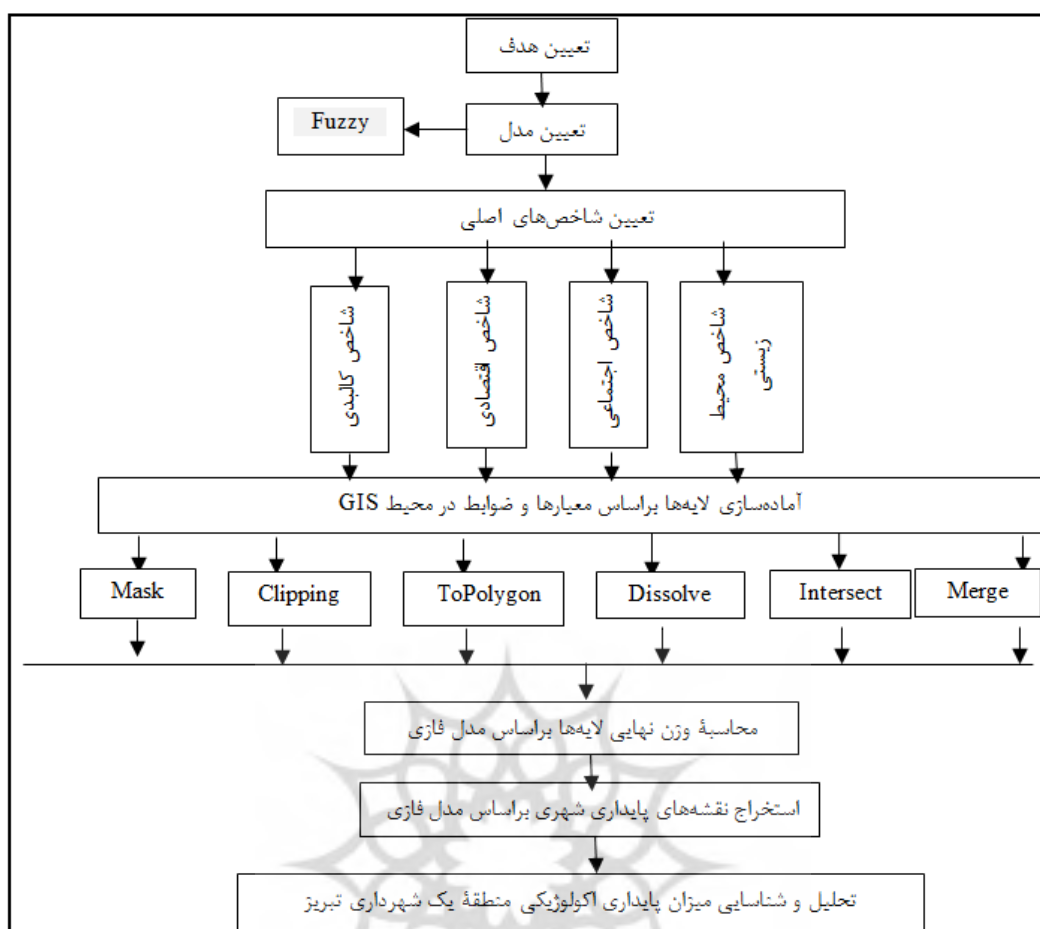 تعیین هدف
تعیین مدل
Fuzzy
تعیین شاخص‌های اصلی
شاخص محیط
زیستی
شاخص اجتماعی
شاخص اقتصادی
شاخص کالبدی
آماده‌سازی لایه‌ها براساس معیارها و ضوابط در محیط GIS
Mask
Clipping
ToPolygon
Dissolve
Intersect
Merge
محاسبهٔ وزن نهایی لایه‌ها براساس مدل فازی
استخراج نقشه‌های پایداری شهری براساس مدل فازی
تحلیل و شناسایی میزان پایداری اکولوژیکی منطقهٔ یک شهرداری تبریز